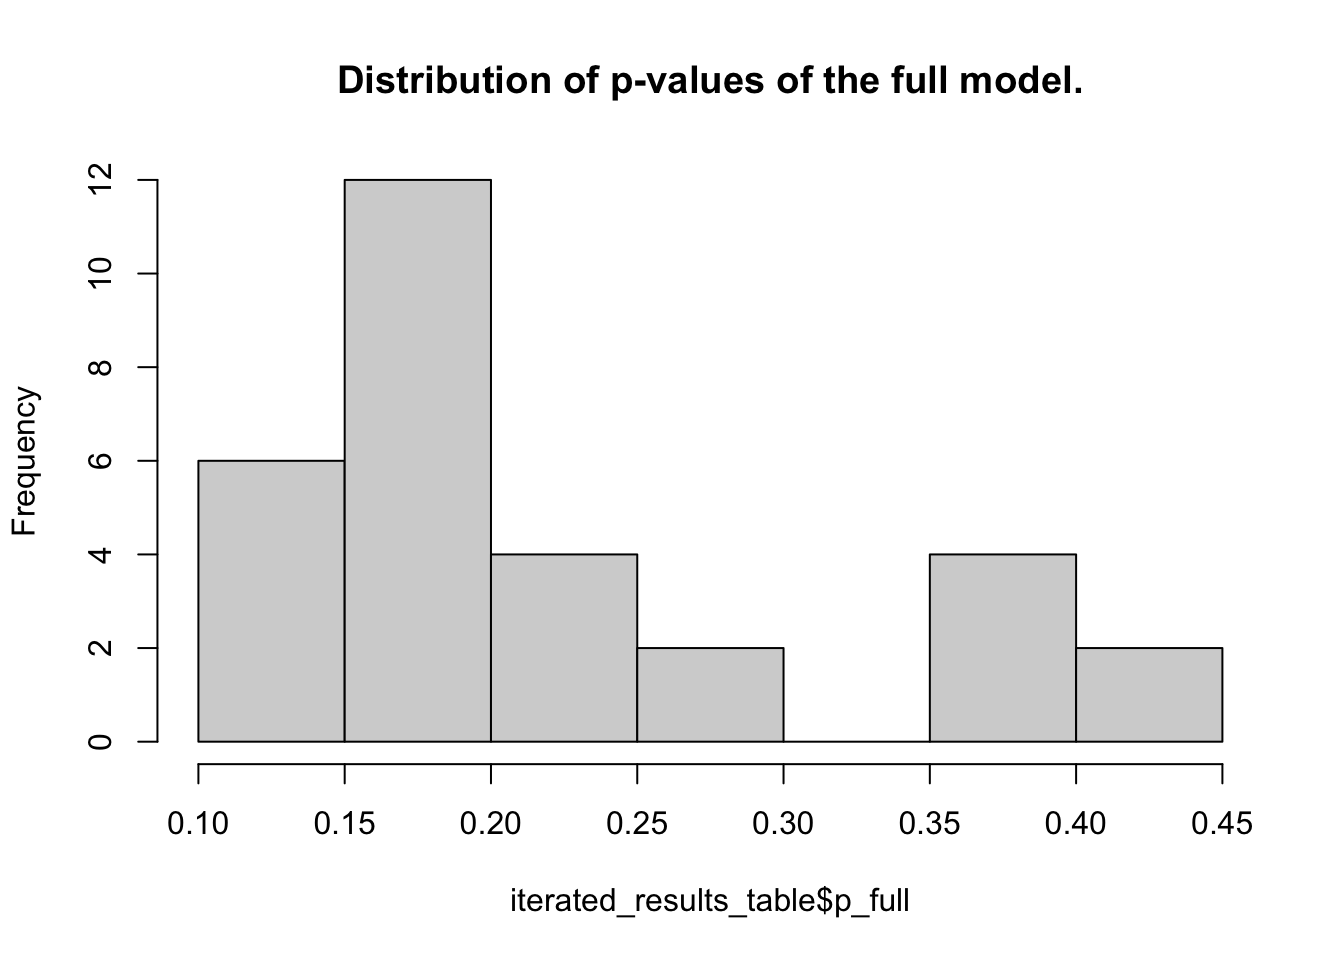 Distribution of p-values of the full model.
12
10
8
6
4
2
0
Frequency
0.10 0.15 0.20 0.25 0.30 0.35 0.40 0.45
iterated_results_table$p_full